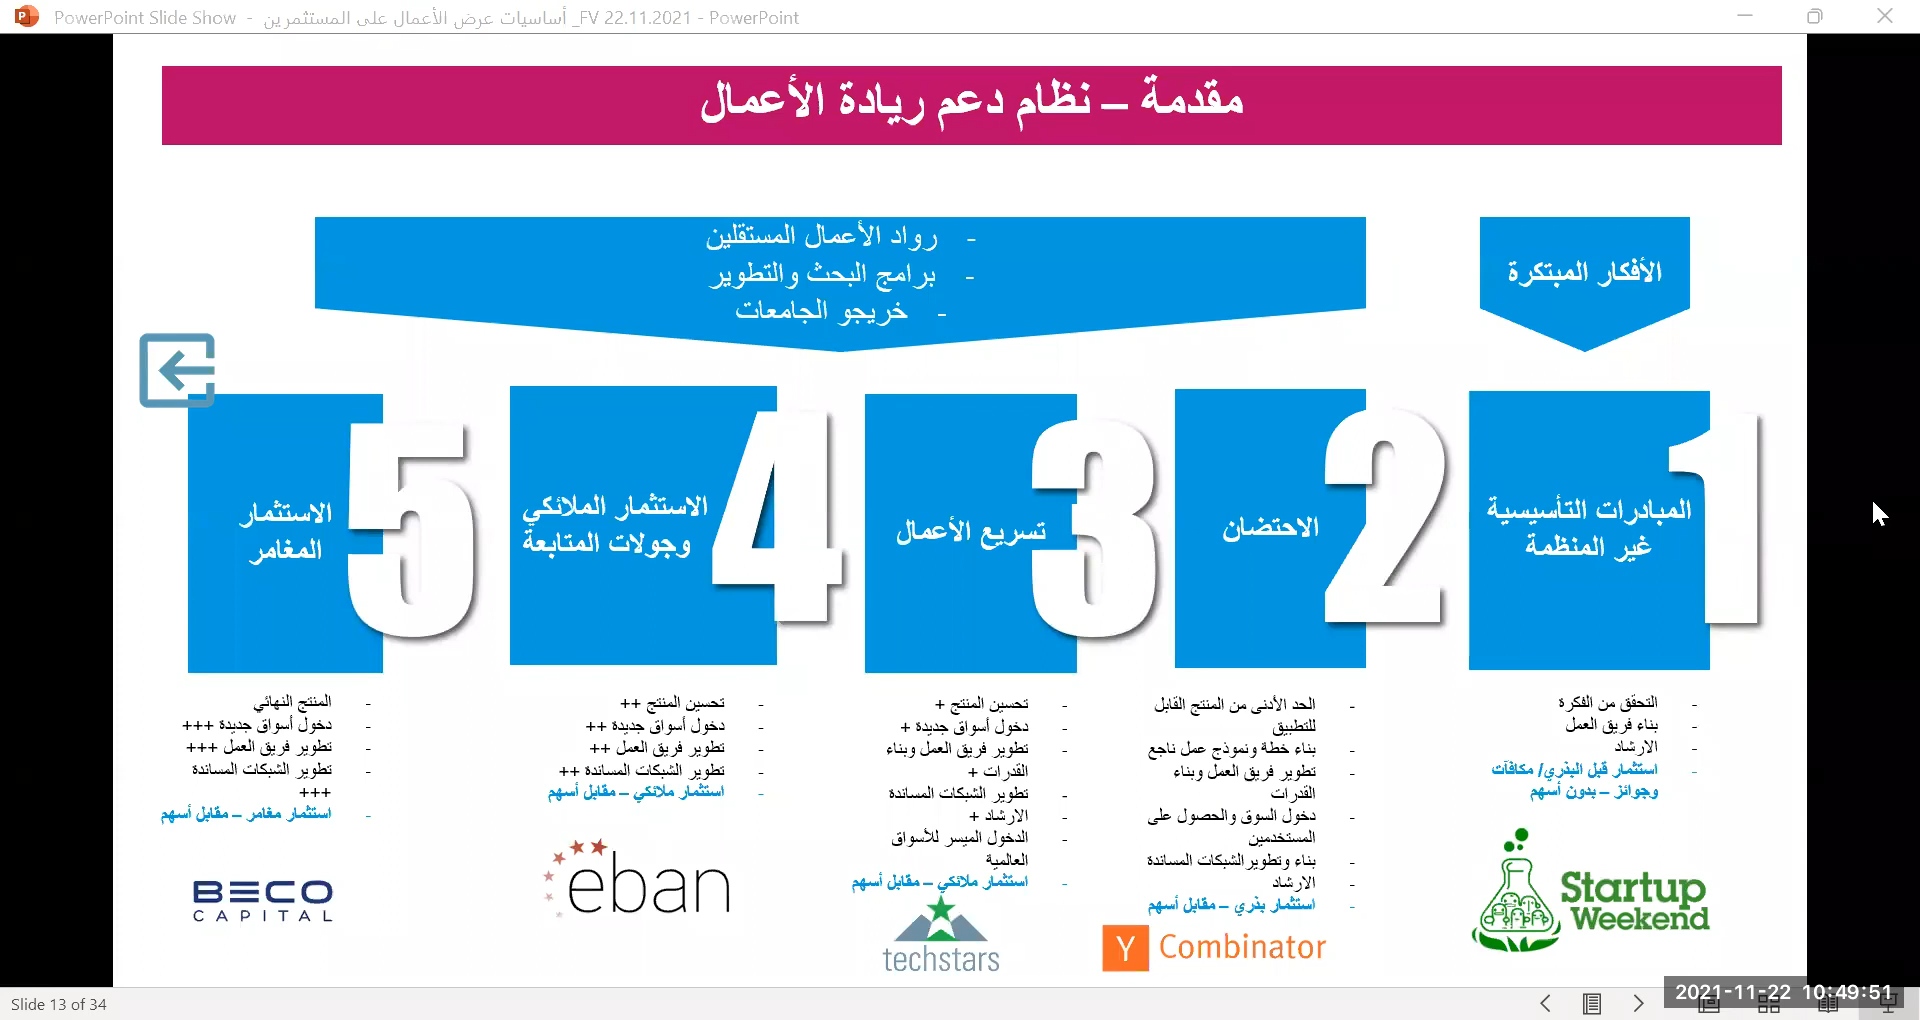 PowerPoint Slide Show - أساسيات عرض الأعمال على المستثمرين _FV 22.11.2021 - PowerPoint
مقدمة – نظام دعم ريادة الأعمال
الأفكار المبتكرة
- رواد الأعمال المستقلين
- برامج البحث والتطوير
- خريجو الجامعات
1
المبادرات التأسيسية
غير المنظمة
- التحقق من الفكرة
- بناء فريق العمل
- الارشاد
- استثمار قبل البذري/ مكافآت
وجوائز – بدون أسهم
Startup
Weekend
2
الاحتضان
- الحد الأدنى من المنتج القابل
للتطبيق
- بناء خطة ونموذج عمل ناجع
- تطوير فريق العمل وبناء
القدرات
- دخول السوق والحصول على
المستخدمين
- بناء وتطويرالشبكات المساندة
- الارشاد
- استثمار بذري – مقابل أسهم
Y Combinator
3
تسريع الأعمال
- تحسين المنتج +
- دخول أسواق جديدة +
- تطوير فريق العمل وبناء
القدرات +
- تطوير الشبكات المساندة
- الارشاد +
- الدخول الميسر للأسواق
العالمية
- استثمار ملائكي – مقابل أسهم
techstars
4
الاستثمار الملائكي
وجولات المتابعة
- تحسين المنتج ++
- دخول أسواق جديدة ++
- تطوير فريق العمل ++
- تطوير الشبكات المساندة ++
- استثمار ملائكي – مقابل أسهم
eban
5
الاستثمار
المغامر
- المنتج النهائي
- دخول أسواق جديدة +++
- تطوير فريق العمل +++
- تطوير الشبكات المساندة
+++
- استثمار مغامر – مقابل أسهم
BECO
CAPITAL
Slide 13 of 34
2021-11-22 10:49:51